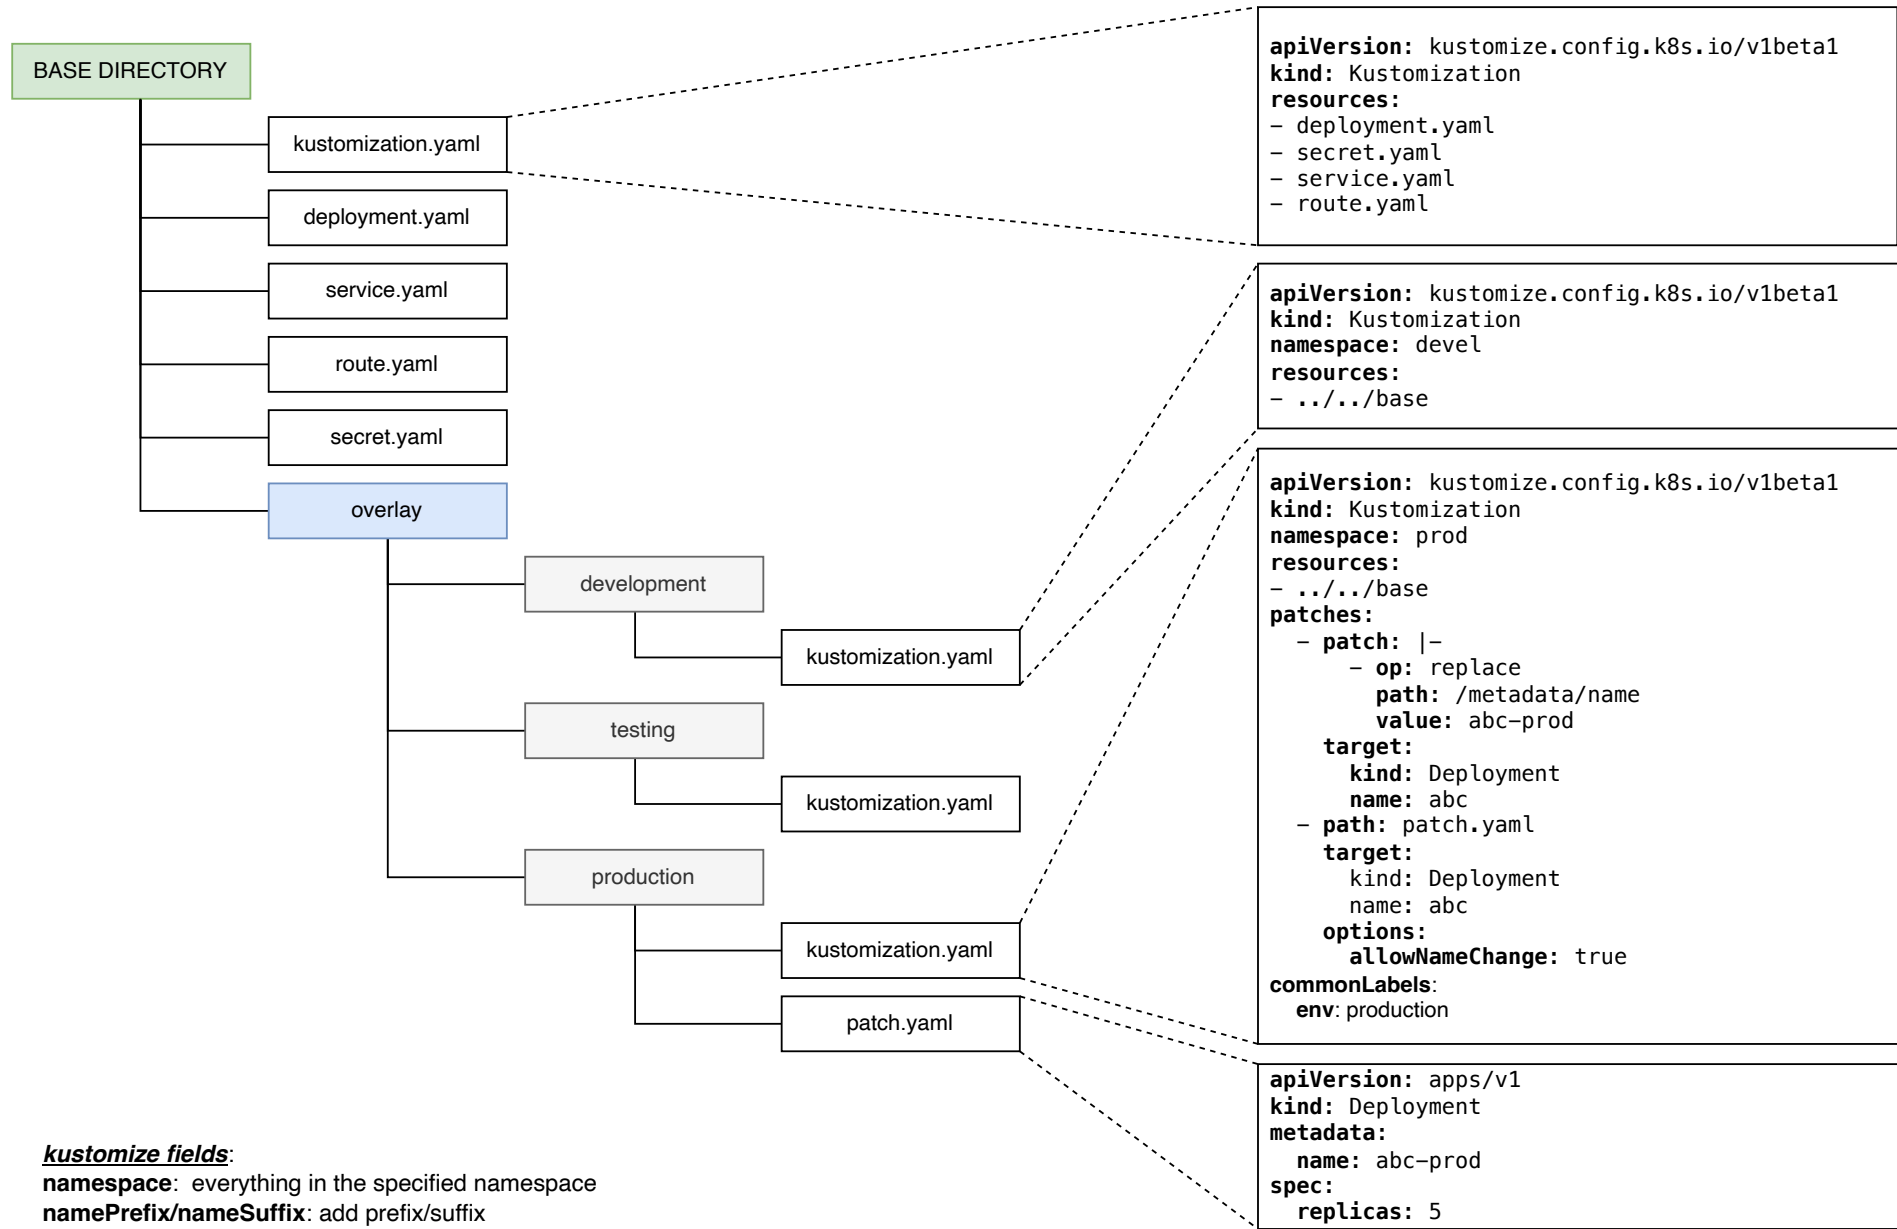 BASE DIRECTORY
kustomization.yaml
deployment.yaml
service.yaml
route.yaml
secret.yaml
overlay
development
kustomization.yaml
testing
kustomization.yaml
production
kustomization.yaml
patch.yaml
apiVersion: kustomize.config.k8s.io/v1beta1
kind: Kustomization
resources:
- deployment.yaml
- secret.yaml
- service.yaml
- route.yaml
apiVersion: kustomize.config.k8s.io/v1beta1
kind: Kustomization
namespace: devel
resources:
- ../../base
apiVersion: kustomize.config.k8s.io/v1beta1
kind: Kustomization
namespace: prod
resources:
- ../../base
patches:
  - patch: |-
      - op: replace
        path: /metadata/name
        value: abc-prod
    target:
      kind: Deployment
      name: abc
  - path: patch.yaml
    target:
      kind: Deployment
      name: abc
    options:
      allowNameChange: true
commonLabels:
  env: production
apiVersion: apps/v1
kind: Deployment
metadata:
  name: abc-prod
spec:
  replicas: 5
kustomize fields:
namespace: everything in the specified namespace
namePrefix/nameSuffix: add prefix/suffix